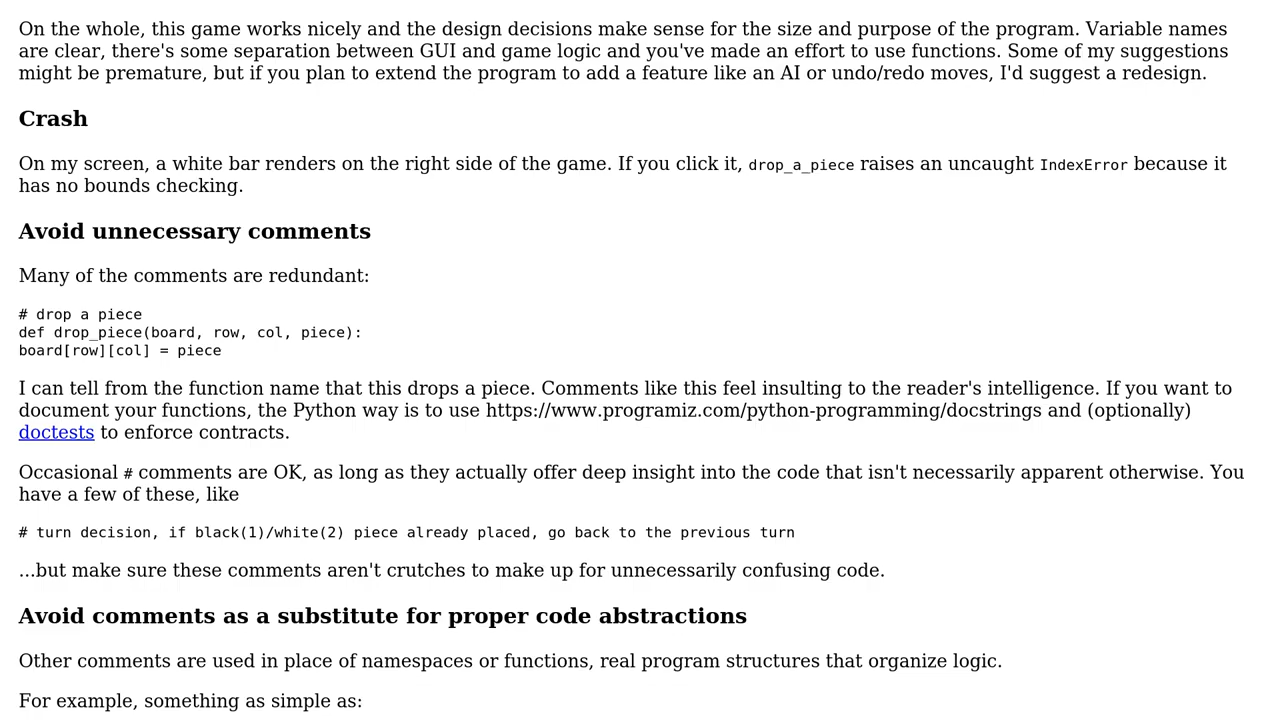 On the whole, this game works nicely and the design decisions make sense for the size and purpose of the program. Variable names
are clear, there's some separation between GUI and game logic and you've made an effort to use functions. Some of my suggestions
might be premature, but if you plan to extend the program to add a feature like an AI or undo/redo moves, I'd suggest a redesign.
Crash
On my screen, a white bar renders on the right side of the game. If you click it, drop_a_piece raises an uncaught IndexError because it
has no bounds checking.
Avoid unnecessary comments
Many of the comments are redundant:
# drop a piece
def drop_piece(board, row, col, piece):
board[row][col] = piece
I can tell from the function name that this drops a piece. Comments like this feel insulting to the reader's intelligence. If you want to
document your functions, the Python way is to use https://www.programiz.com/python-programming/docstrings and (optionally)
doctests to enforce contracts.
Occasional # comments are OK, as long as they actually offer deep insight into the code that isn't necessarily apparent otherwise. You
have a few of these, like
# turn decision, if black(1)/white(2) piece already placed, go back to the previous turn
...but make sure these comments aren't crutches to make up for unnecessarily confusing code.
Avoid comments as a substitute for proper code abstractions
Other comments are used in place of namespaces or functions, real program structures that organize logic.
For example, something as simple as: